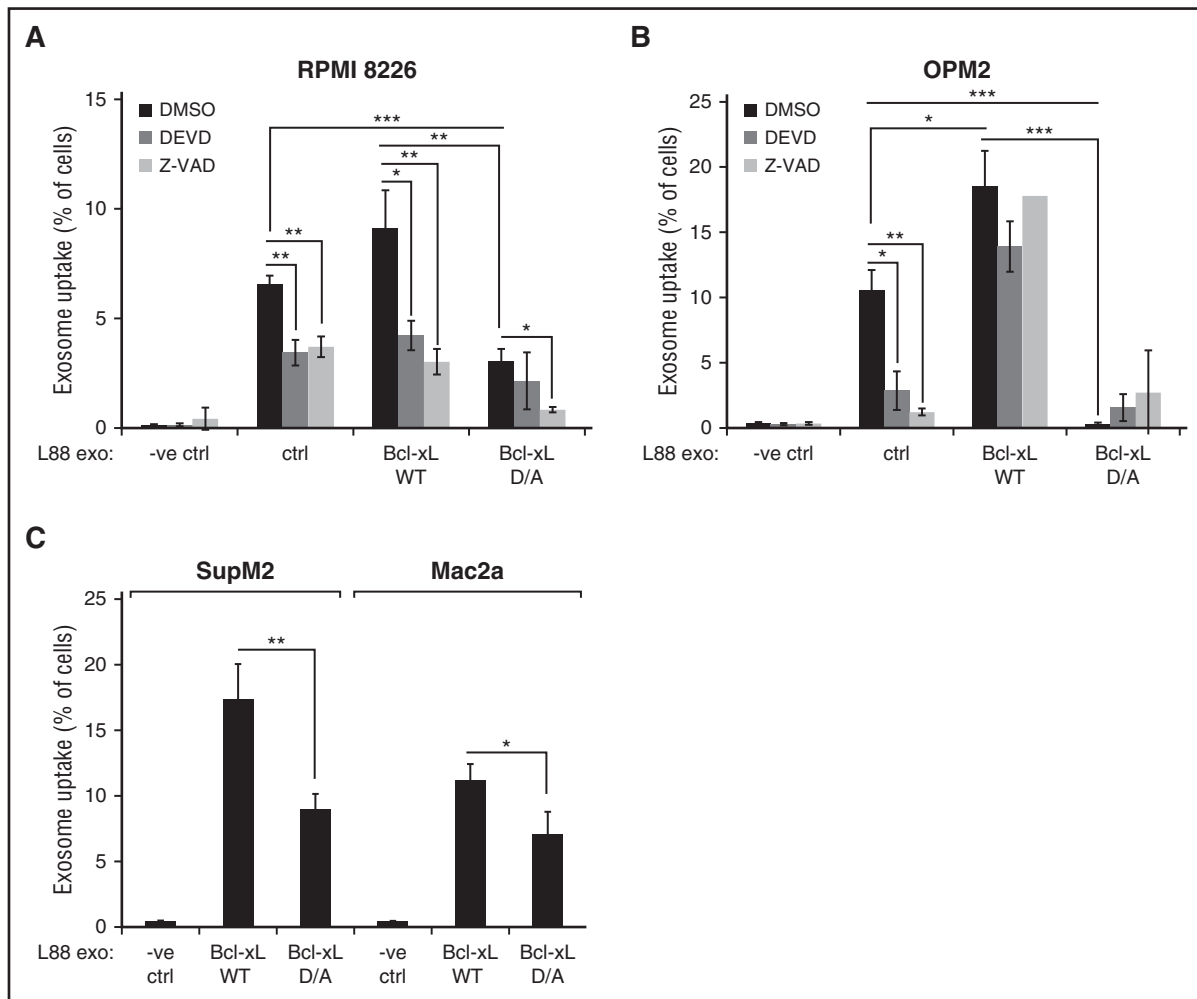 A
RPMI 8226
DMSO
DEVD
Z-VAD
Exosome uptake (% of cells)
15
10
5
0
***
**
**
*
**
**
*
L88 exo: -ve ctrl ctrl Bcl-xL Bcl-xL
WT D/A
B
OPM2
DMSO
DEVD
Z-VAD
Exosome uptake (% of cells)
25
20
15
10
5
0
***
* ***
**
*
L88 exo: -ve ctrl ctrl Bcl-xL Bcl-xL
WT D/A
C
SupM2 Mac2a
Exosome uptake (% of cells)
25
20
15
10
5
0
**
*
L88 exo: -ve Bcl-xL Bcl-xL -ve Bcl-xL Bcl-xL
ctrl WT D/A ctrl WT D/A